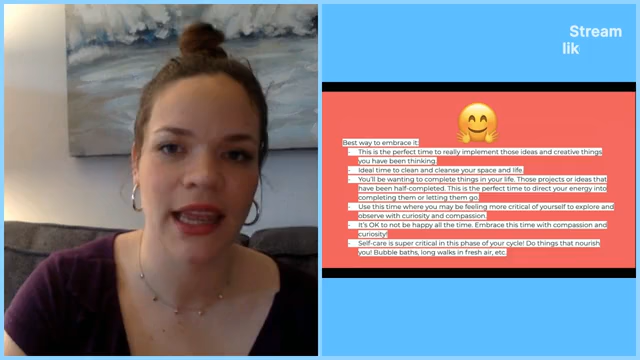 Stream
lik
Best way to embrace it:
- This is the perfect time to really implement those ideas and creative things
you have been thinking.
- Ideal time to clean and cleanse your space and life.
- You'll be wanting to complete things in your life. Those projects or ideas that
have been half-completed. This is the perfect time to direct your energy into
completing them or letting them go.
- Use this time where you may be feeling more critical of yourself to explore and
observe with curiosity and compassion.
- It's OK to not be happy all the time. Embrace this time with compassion and
curiosity!
- Self-care is super critical in this phase of your cycle! Do things that nourish
you! Bubble baths, long walks in fresh air, etc.